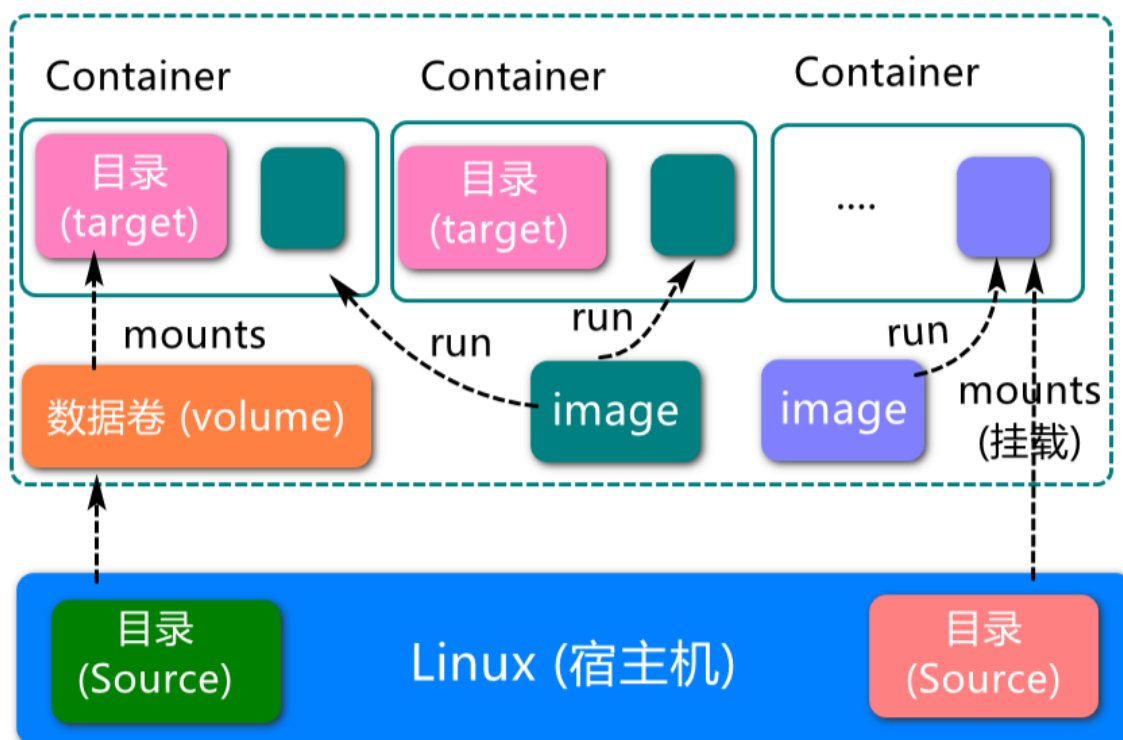 Container
Container
Container
目录
(target)
目录
(target)
....
mounts
run
run
run
数据卷 (volume)
image
image
mounts
(挂载)
目录
(Source)
Linux (宿主机)
目录
(Source)